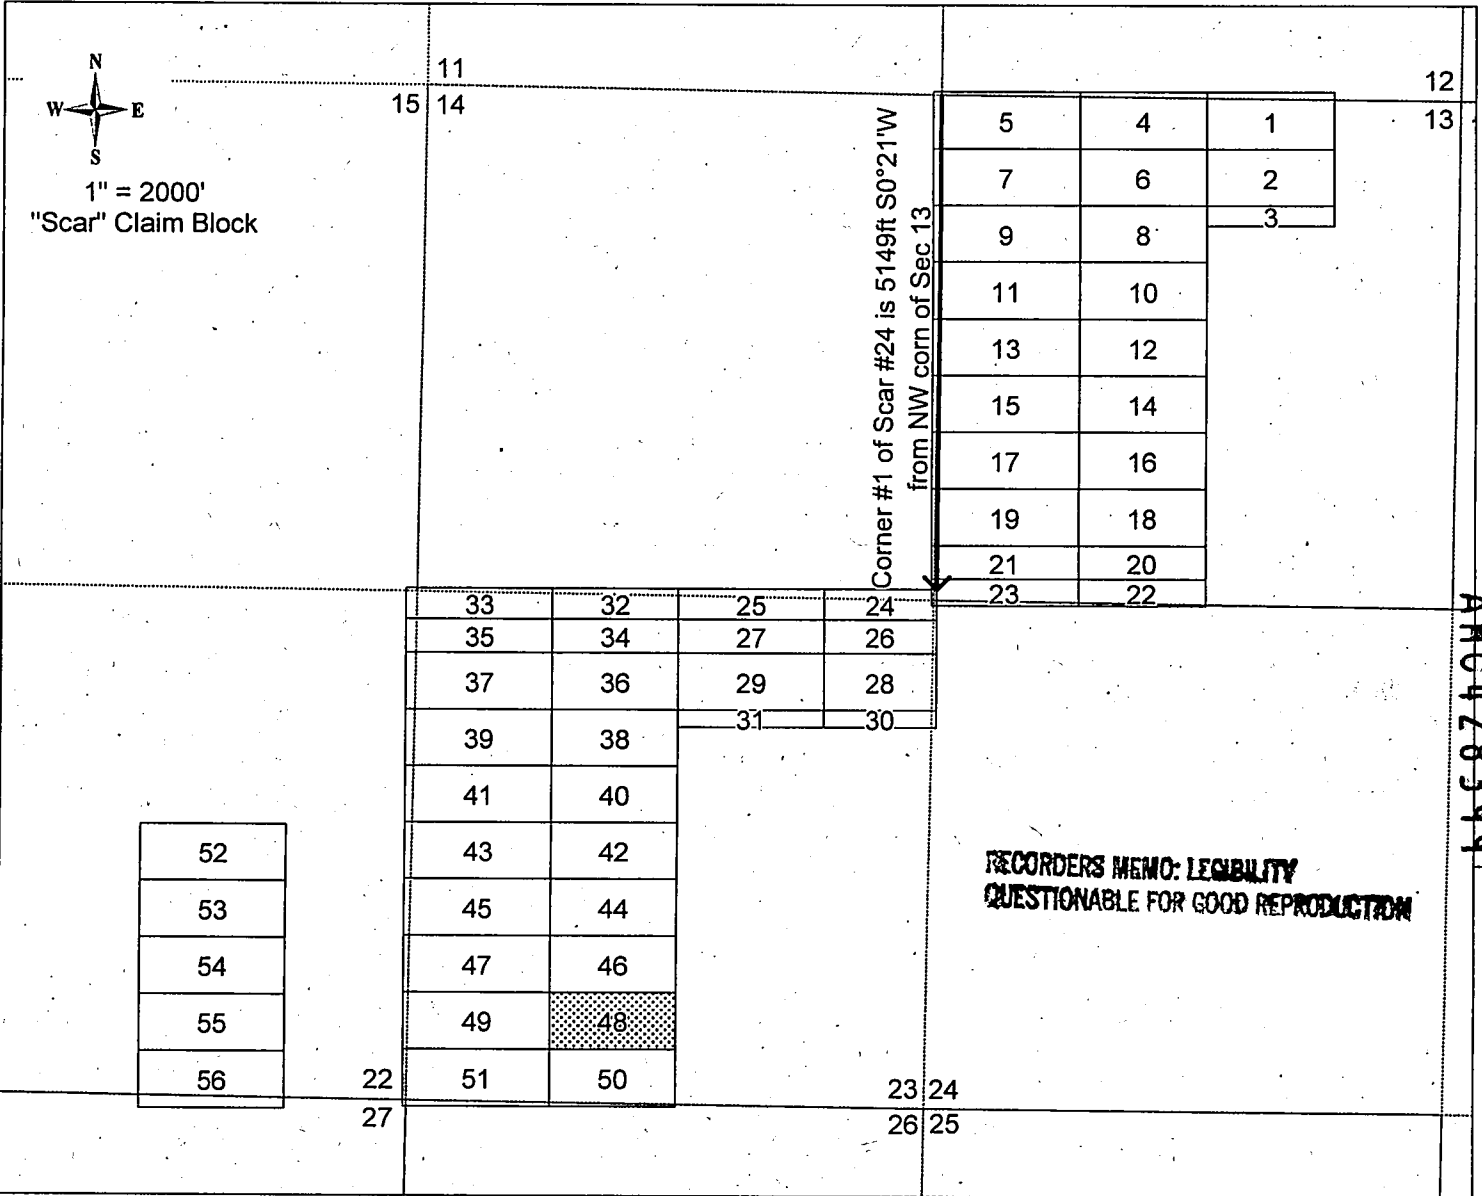 11
12
15 14
13
N
W E
S
1" = 2000'
"Scar" Claim Block
Corner #1 of Scar #24 is 5149ft S0°21'W
from NW corn of Sec 13
5 4 1
7 6 2
3
9 8
11 10
13 12
15 14
17 16
19 18
21 20
23 22
33 32 25 24
35 34 27 26
37 36 29 28
31 30
39 38
41 40
43 42
45 44
47 46
49 48
51 50
52
53
54
55
56
22
27
23 24
26 25
RECORDERS MEMO: LEGIBILITY
QUESTIONABLE FOR GOOD REPRODUCTION